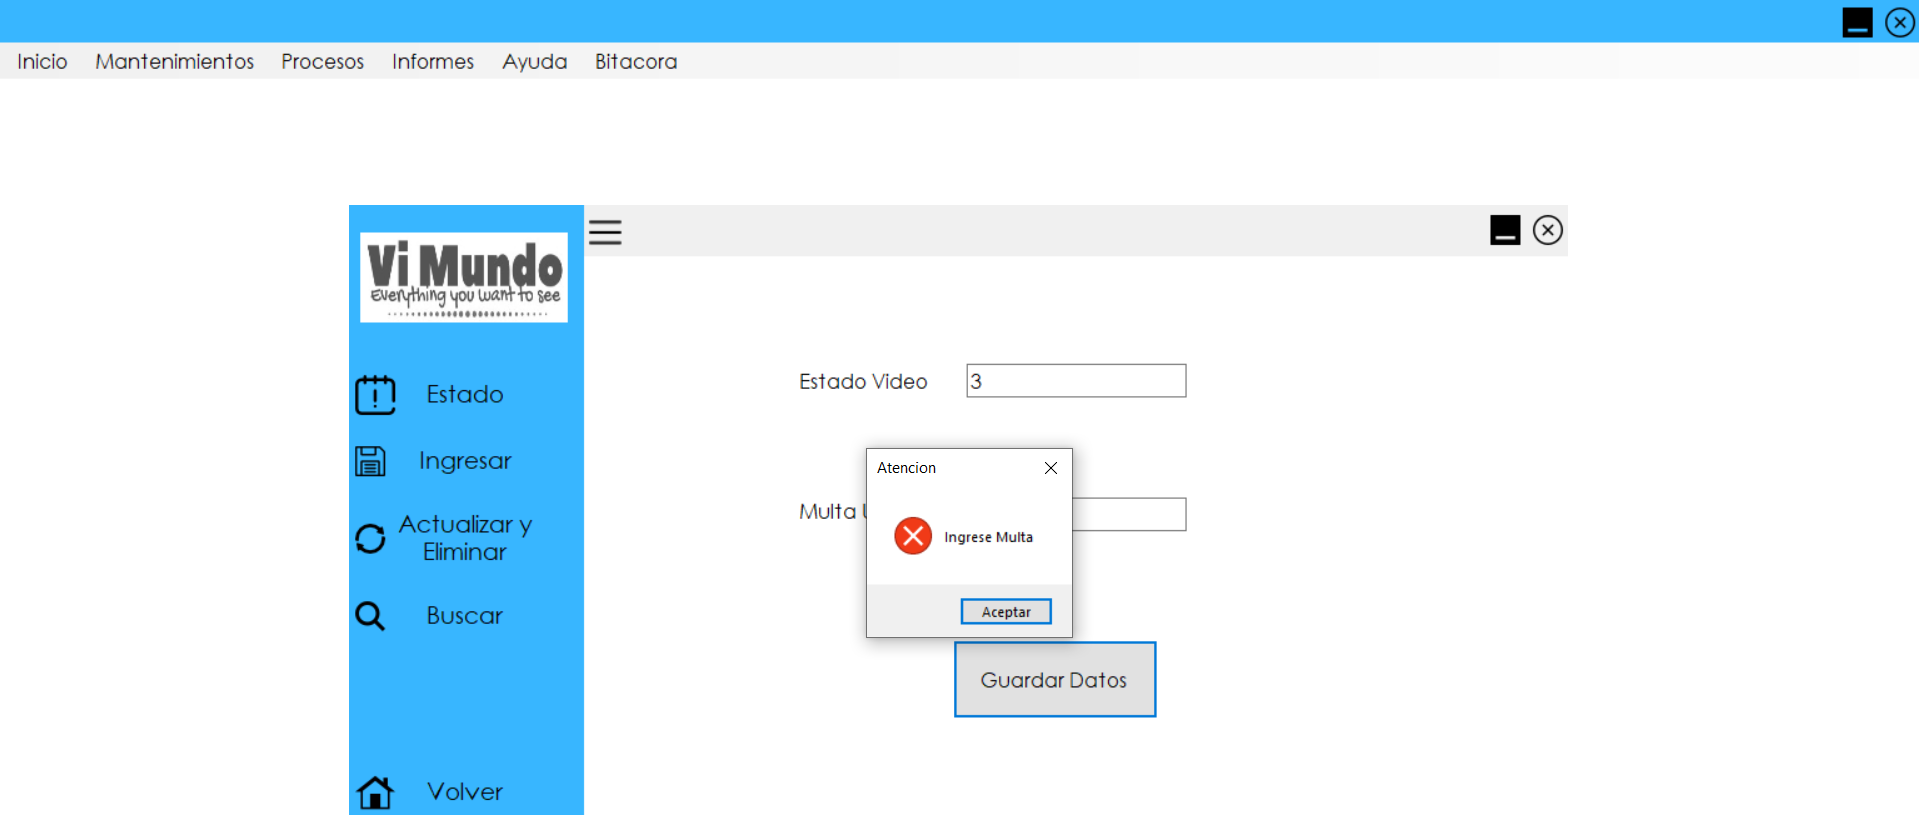 Inicio Mantenimientos Procesos Informes Ayuda Bitacora
Vi Mundo
Everything you want to see
Estado
Ingresar
Actualizar y
Eliminar
Buscar
Volver
Estado Video 3
Multa
Atencion
Ingrese Multa
Aceptar
Guardar Datos